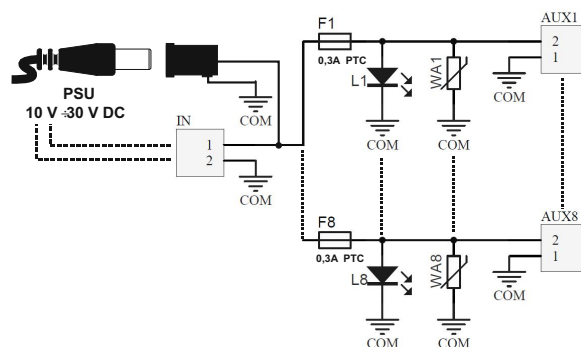 AUX1
F1
2
0,3A PTC
1
L1
WA1
PSU
COM
10 V ÷30 V DC
COM
IN
COM
COM
1
2
COM
AUX8
F8
2
0,3A PTC
1
L8
WA8
COM
COM
COM